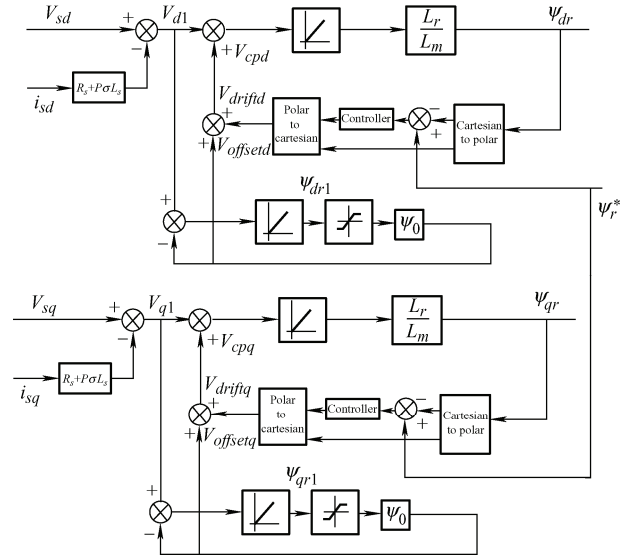 V_sd + V_d1 + L_r/L_m ψ_dr
− +V_cpd
i_sd R_s+PσL_s
V_driftd
+ + V_offsetd
Polar to cartesian
Controller
− +
Cartesian to polar
ψ_dr1
+ −
ψ_0
ψ_r*
V_sq + V_q1 + L_r/L_m ψ_qr
− +V_cpq
i_sq R_s+PσL_s
V_driftq
+ + V_offsetq
Polar to cartesian
Controller
− +
Cartesian to polar
ψ_qr1
+ −
ψ_0